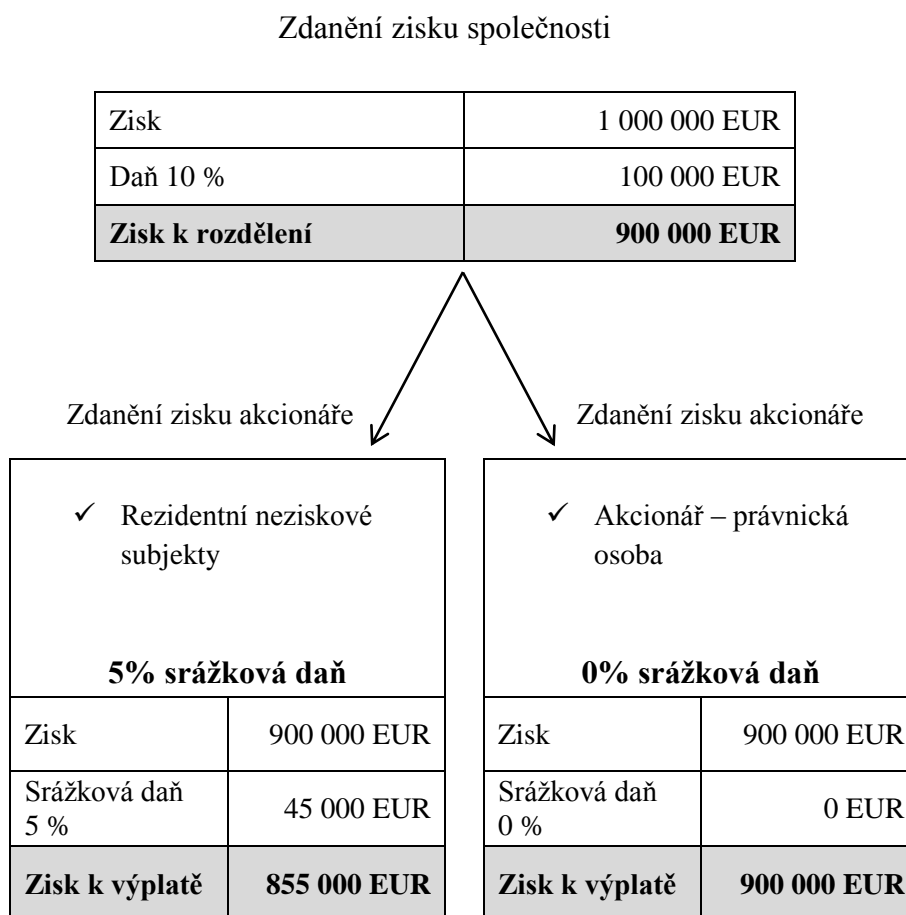 Zdanění zisku společnosti
Zisk 1 000 000 EUR
Daň 10 % 100 000 EUR
Zisk k rozdělení 900 000 EUR
Zdanění zisku akcionáře
✓ Rezidentní neziskové
subjekty
5% srážková daň
Zisk 900 000 EUR
Srážková daň
5 % 45 000 EUR
Zisk k výplatě 855 000 EUR
Zdanění zisku akcionáře
✓ Akcionář – právnická
osoba
0% srážková daň
Zisk 900 000 EUR
Srážková daň
0 % 0 EUR
Zisk k výplatě 900 000 EUR